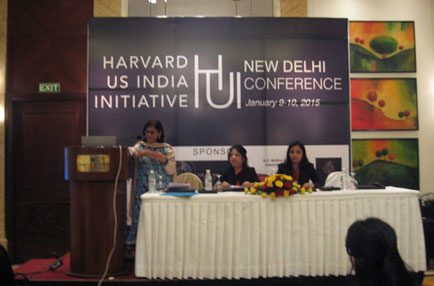 EXIT
HARVARD
US INDIA
INITIATIVE
HUII
NEW DELHI
CONFERENCE
January 9-10, 2015
SPONS